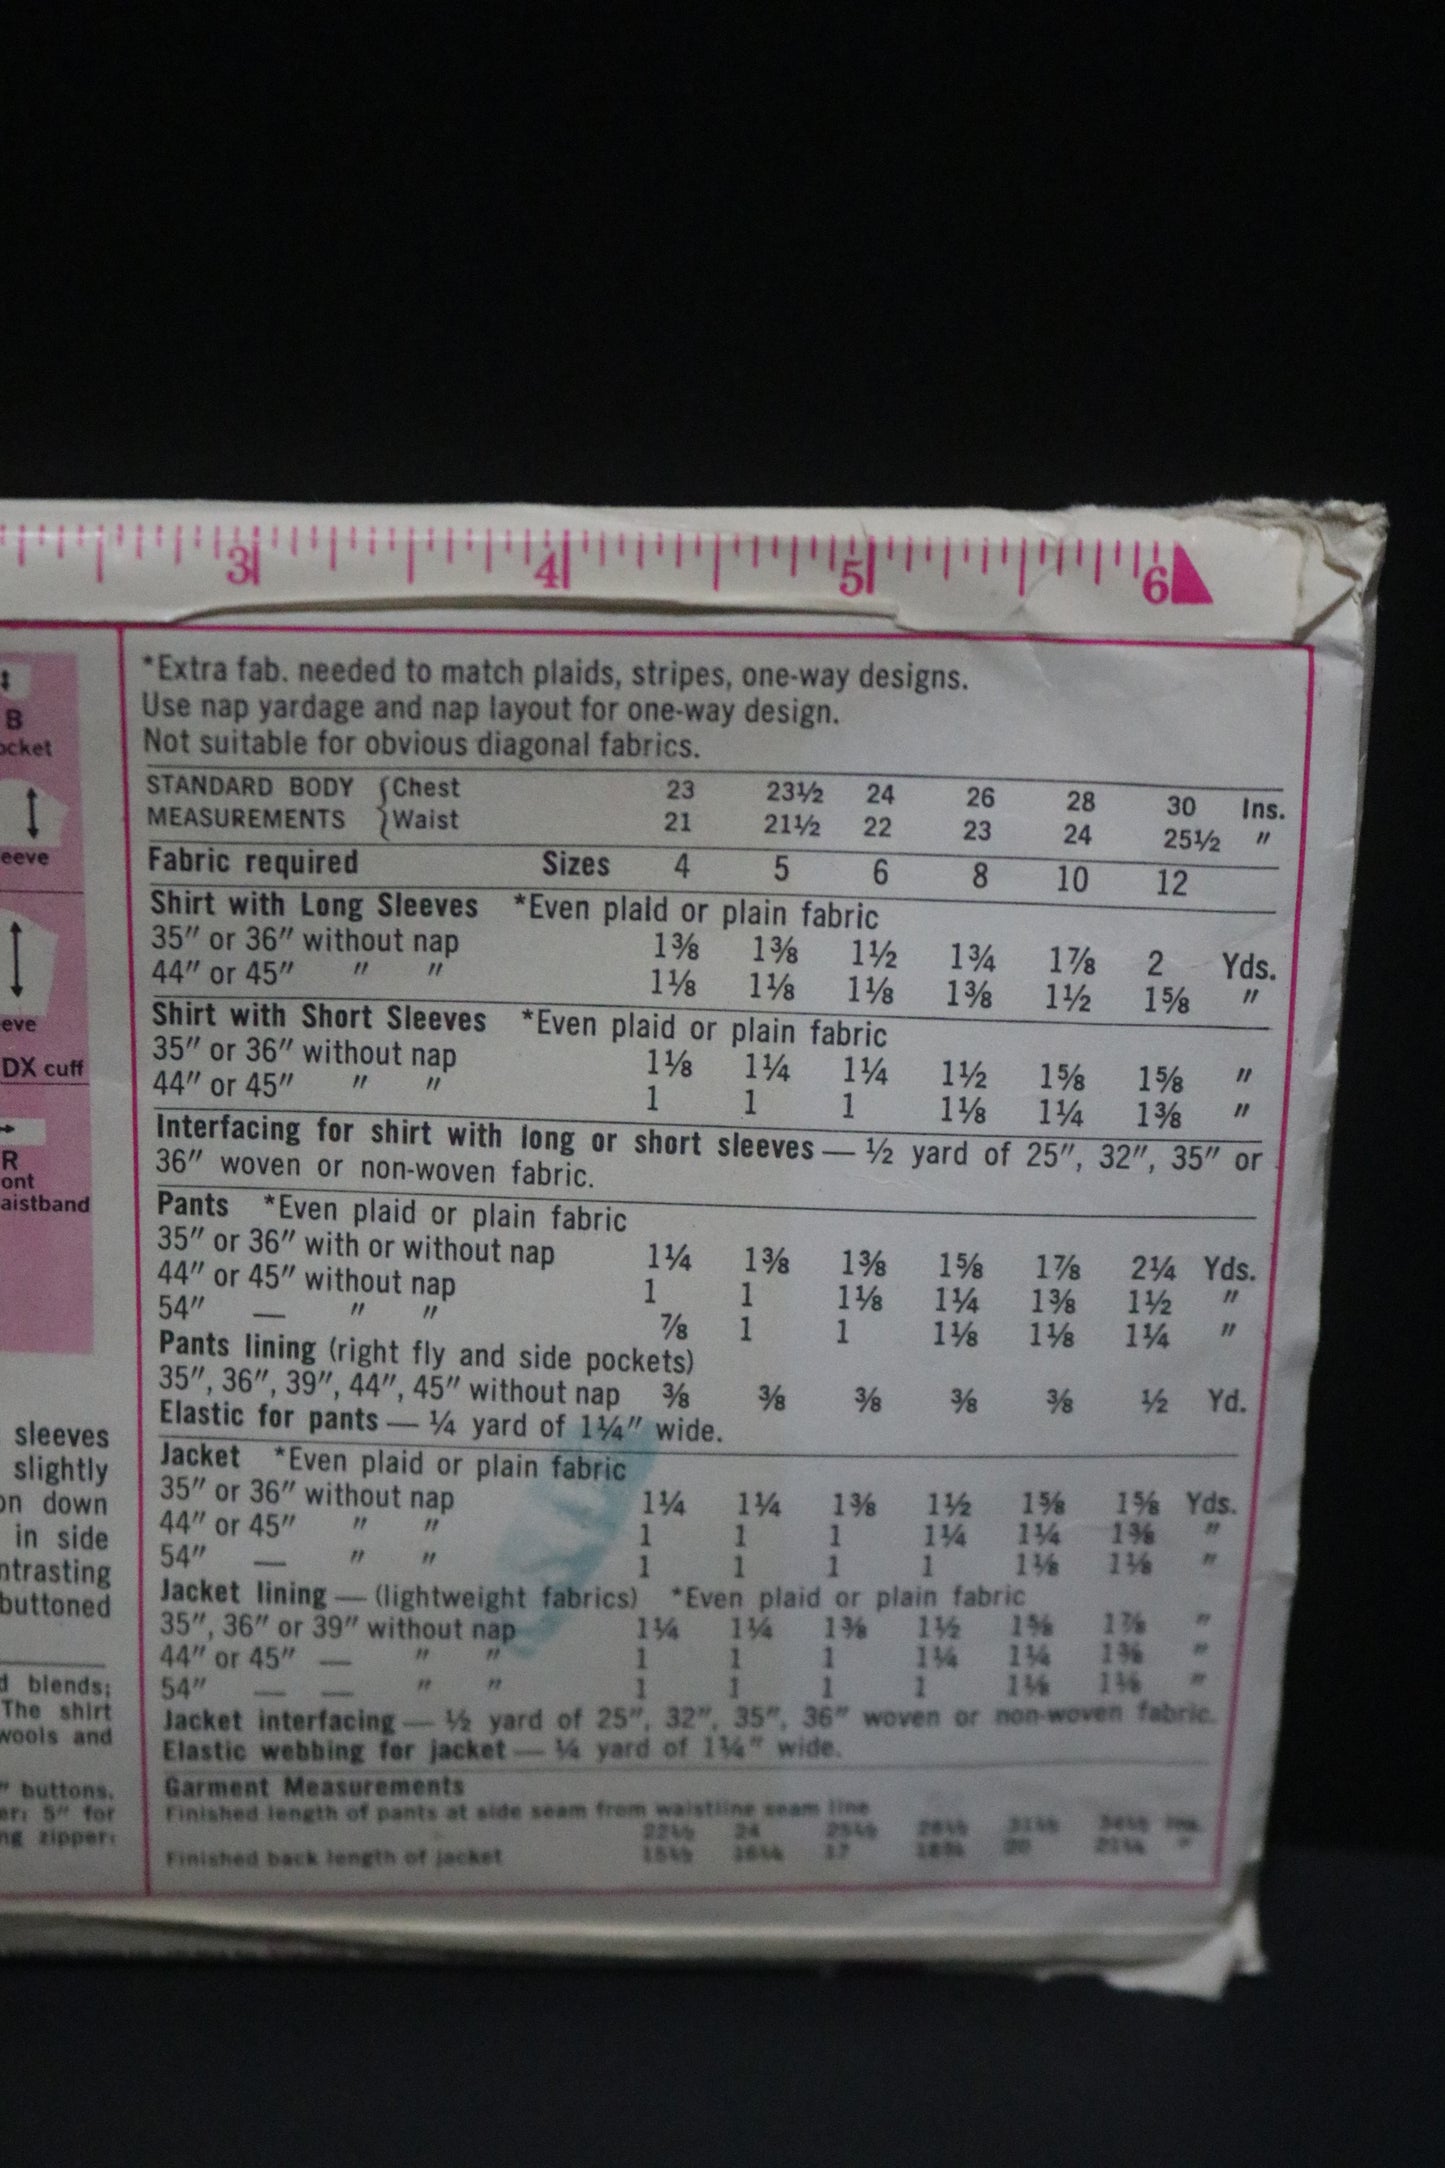 3 4 5 6
B
ocket
eeve
eve
DX cuff
R
ont
aistband
sleeves
slightly
on down
in side
ntrasting
buttoned
d blends;
The shirt
wools and
" buttons.
er: 5" for
ng zipper:
*Extra fab. needed to match plaids, stripes, one-way designs.
Use nap yardage and nap layout for one-way design.
Not suitable for obvious diagonal fabrics.
STANDARD BODY {Chest 23 23½ 24 26 28 30 Ins.
MEASUREMENTS }Waist 21 21½ 22 23 24 25½ "
Fabric required Sizes 4 5 6 8 10 12
Shirt with Long Sleeves *Even plaid or plain fabric
35" or 36" without nap 1⅜ 1⅜ 1½ 1¾ 1⅞ 2 Yds.
44" or 45" " " 1⅛ 1⅛ 1⅛ 1⅜ 1½ 1⅝ "
Shirt with Short Sleeves *Even plaid or plain fabric
35" or 36" without nap 1⅛ 1¼ 1¼ 1½ 1⅝ 1⅝ "
44" or 45" " " 1 1 1 1⅛ 1¼ 1⅜ "
Interfacing for shirt with long or short sleeves — ½ yard of 25", 32", 35" or
36" woven or non-woven fabric.
Pants *Even plaid or plain fabric
35" or 36" with or without nap 1¼ 1⅜ 1⅜ 1⅝ 1⅞ 2¼ Yds.
44" or 45" without nap 1 1 1⅛ 1¼ 1⅜ 1½ "
54" — " " ⅞ 1 1 1⅛ 1⅛ 1¼ "
Pants lining (right fly and side pockets)
35", 36", 39", 44", 45" without nap ⅜ ⅜ ⅜ ⅜ ⅜ ½ Yd.
Elastic for pants — ¼ yard of 1¼" wide.
Jacket *Even plaid or plain fabric
35" or 36" without nap 1¼ 1¼ 1⅜ 1½ 1⅝ 1⅝ Yds.
44" or 45" " " 1 1 1 1¼ 1¼ 1⅜ "
54" — " " 1 1 1 1 1⅛ 1⅛ "
Jacket lining — (lightweight fabrics) *Even plaid or plain fabric
35", 36" or 39" without nap 1¼ 1¼ 1⅜ 1½ 1⅝ 1⅞ "
44" or 45" — " " 1 1 1 1¼ 1¼ 1⅜ "
54" — — " " 1 1 1 1 "
Jacket interfacing — ½ yard of 25", 32", 35", 36" woven or non-woven fabric.
Elastic webbing for jacket — ¼ yard of 1¼" wide.
Garment Measurements
Finished length of pants at side seam from waistline seam line
22½ 24 25½ Ins.
Finished back length of jacket 17 20 "